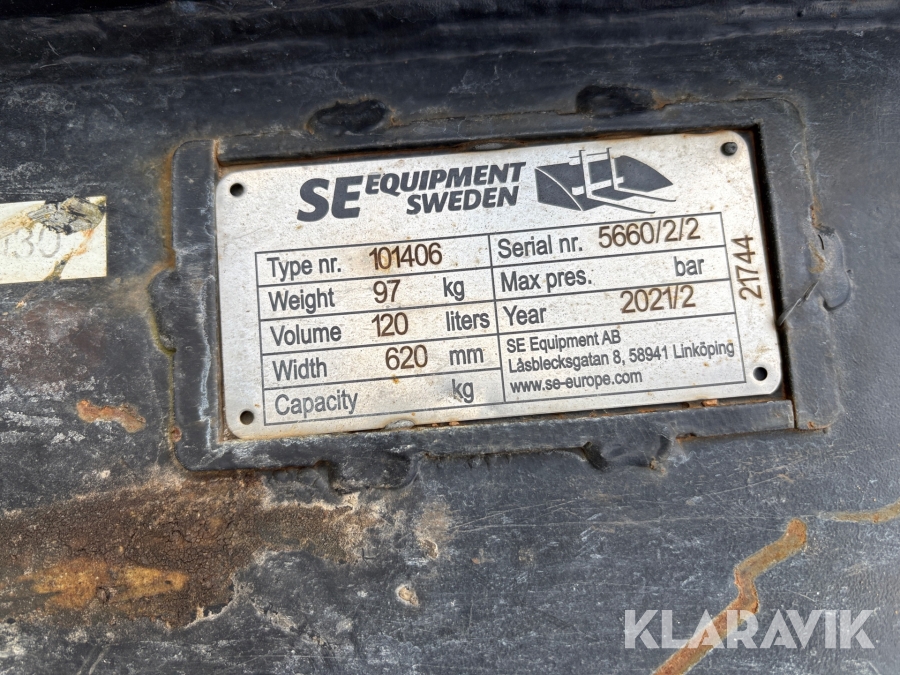 SE EQUIPMENT
SWEDEN
Type nr. 101406
Weight 97 kg
Volume 120 liters
Width 620 mm
Capacity kg
Serial nr. 5660/2/2
Max pres. bar
Year 2021/2
SE Equipment AB
Låsblecksgatan 8, 58941 Linköping
www.se-europe.com
21744
KLARAVIK